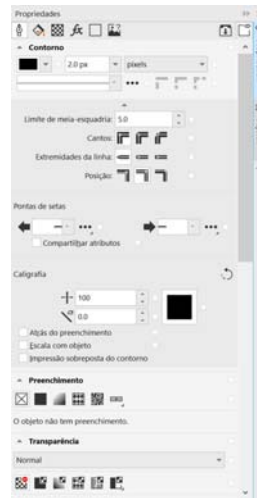 Propriedades
Contorno
2.0 px pixels
Limite de meia-esquadria: 5.0
Cantos:
Extremidades da linha:
Posição:
Pontas de setas
Compartilhar atributos
Caligrafia
100
0.0
Atrás do preenchimento
Escala com objeto
Impressão sobreposta do contorno
Preenchimento
O objeto não tem preenchimento.
Transparência
Normal